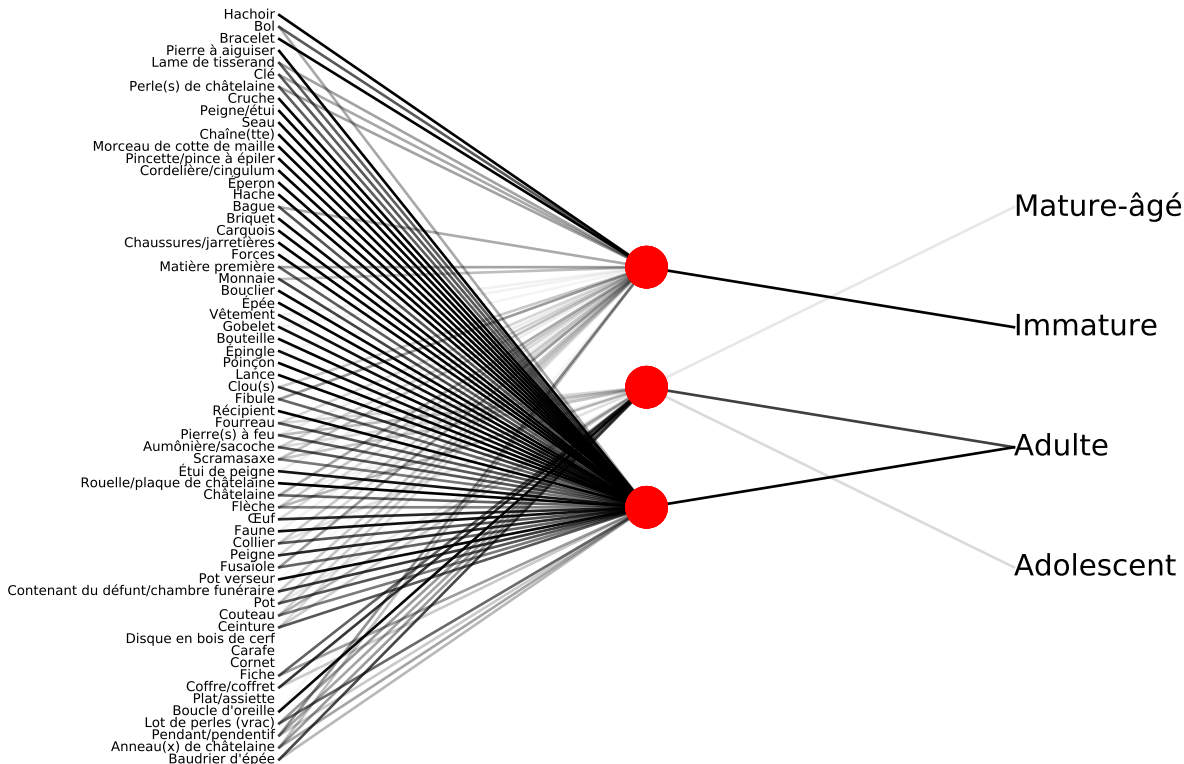 Hachoir
Bol
Bracelet
Pierre à aiguiser
Lame de tisserand
Clé
Perle(s) de châtelaine
Cruche
Peigne/étui
Seau
Chaîne(tte)
Morceau de cotte de maille
Pincette/pince à épiler
Cordelière/cingulum
Éperon
Hache
Bague
Briquet
Carquois
Chaussures/jarretières
Forces
Matière première
Monnaie
Bouclier
Épée
Vêtement
Gobelet
Bouteille
Épingle
Poinçon
Lance
Clou(s)
Fibule
Récipient
Fourreau
Pierre(s) à feu
Aumônière/sacoche
Scramasaxe
Étui de peigne
Rouelle/plaque de châtelaine
Châtelaine
Flèche
Œuf
Faune
Collier
Peigne
Fusaïole
Pot verseur
Contenant du défunt/chambre funéraire
Pot
Couteau
Ceinture
Disque en bois de cerf
Carafe
Cornet
Fiche
Coffre/coffret
Plat/assiette
Boucle d'oreille
Lot de perles (vrac)
Pendant/pendentif
Anneau(x) de châtelaine
Baudrier d'épée
Mature-âgé
Immature
Adulte
Adolescent